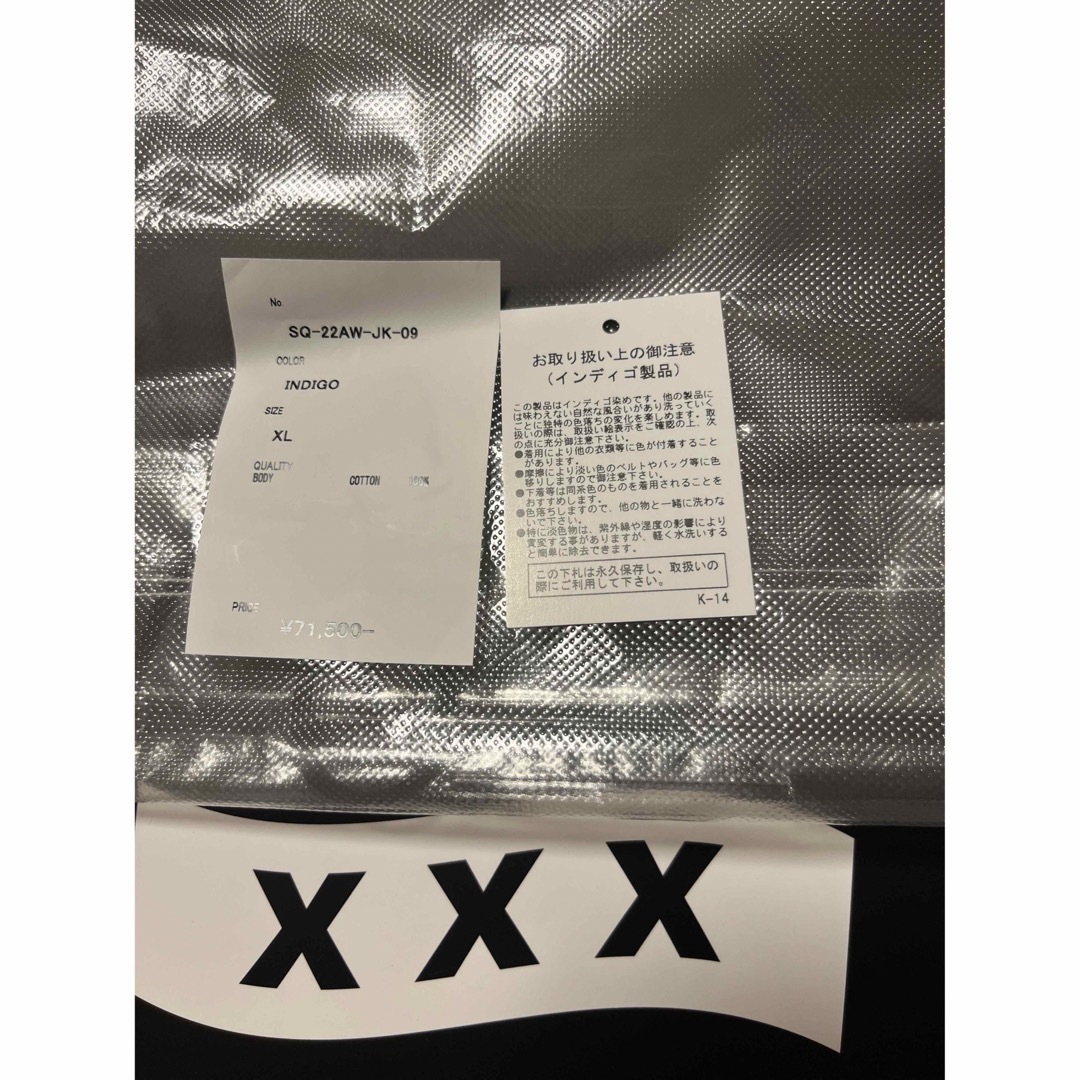 No.
SQ-22AW-JK-09
COLOR
INDIGO
SIZE
XL
QUALITY
BODY COTTON 100%
PRICE
¥71,500-
お取り扱い上の御注意
(インディゴ製品)
この製品はインディゴ染めです。他の製品に
は味わえない自然な風合いがあり洗っていく
ごとに独特の色落ちの変化を楽しめます。取
扱いの際は、取扱い絵表示をご確認の上、次
の点に充分御注意下さい。
●着用により他の衣類等に色が付着すること
があります。
●摩擦により淡い色のベルトやバッグ等に色
移りしますので御注意下さい。
●下着等は同系色のものを着用されることを
おすすめします。
●色落ちしますので、他の物と一緒に洗わな
いで下さい。
●特に淡色物は、紫外線や湿度の影響により
黄変する事がありますが、軽く水洗いする
と簡単に除去できます。
この下札は永久保存し、取扱いの
際にご利用して下さい。
K-14
XXX